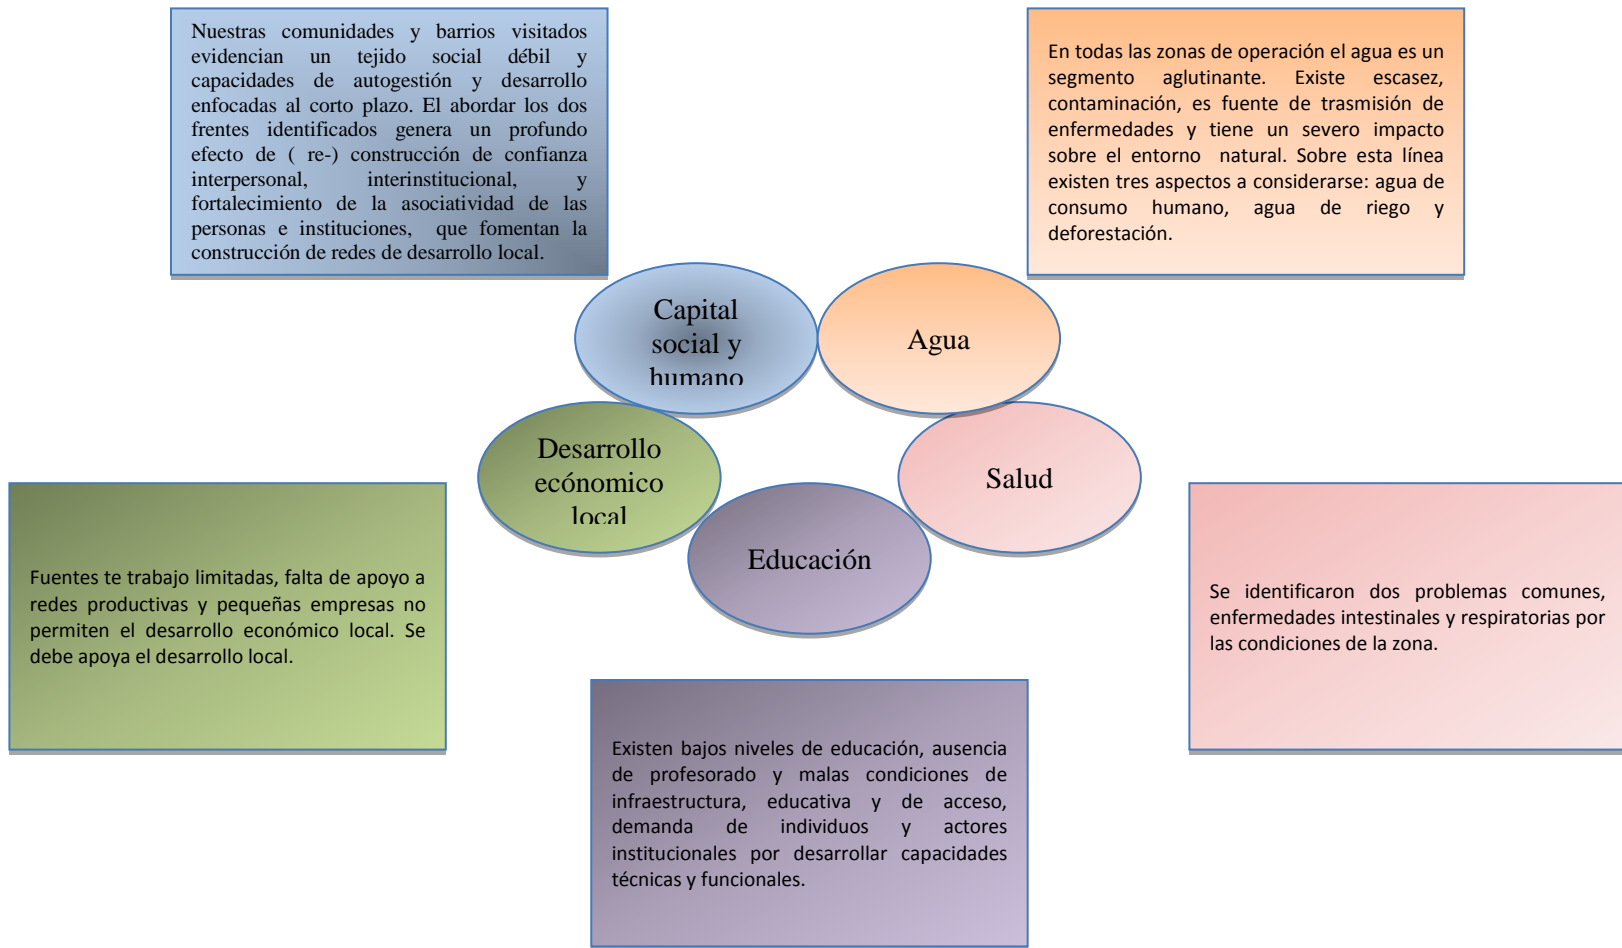 Nuestras comunidades y barrios visitados
evidencian un tejido social débil y
capacidades de autogestión y desarrollo
enfocadas al corto plazo. El abordar los dos
frentes identificados genera un profundo
efecto de ( re-) construcción de confianza
interpersonal, interinstitucional, y
fortalecimiento de la asociatividad de las
personas e instituciones, que fomentan la
construcción de redes de desarrollo local.
En todas las zonas de operación el agua es un
segmento aglutinante. Existe escasez,
contaminación, es fuente de trasmisión de
enfermedades y tiene un severo impacto
sobre el entorno natural. Sobre esta línea
existen tres aspectos a considerarse: agua de
consumo humano, agua de riego y
deforestación.
Capital
social y
humano
Agua
Desarrollo
ecónomico
local
Salud
Educación
Fuentes te trabajo limitadas, falta de apoyo a
redes productivas y pequeñas empresas no
permiten el desarrollo económico local. Se
debe apoya el desarrollo local.
Se identificaron dos problemas comunes,
enfermedades intestinales y respiratorias por
las condiciones de la zona.
Existen bajos niveles de educación, ausencia
de profesorado y malas condiciones de
infraestructura, educativa y de acceso,
demanda de individuos y actores
institucionales por desarrollar capacidades
técnicas y funcionales.